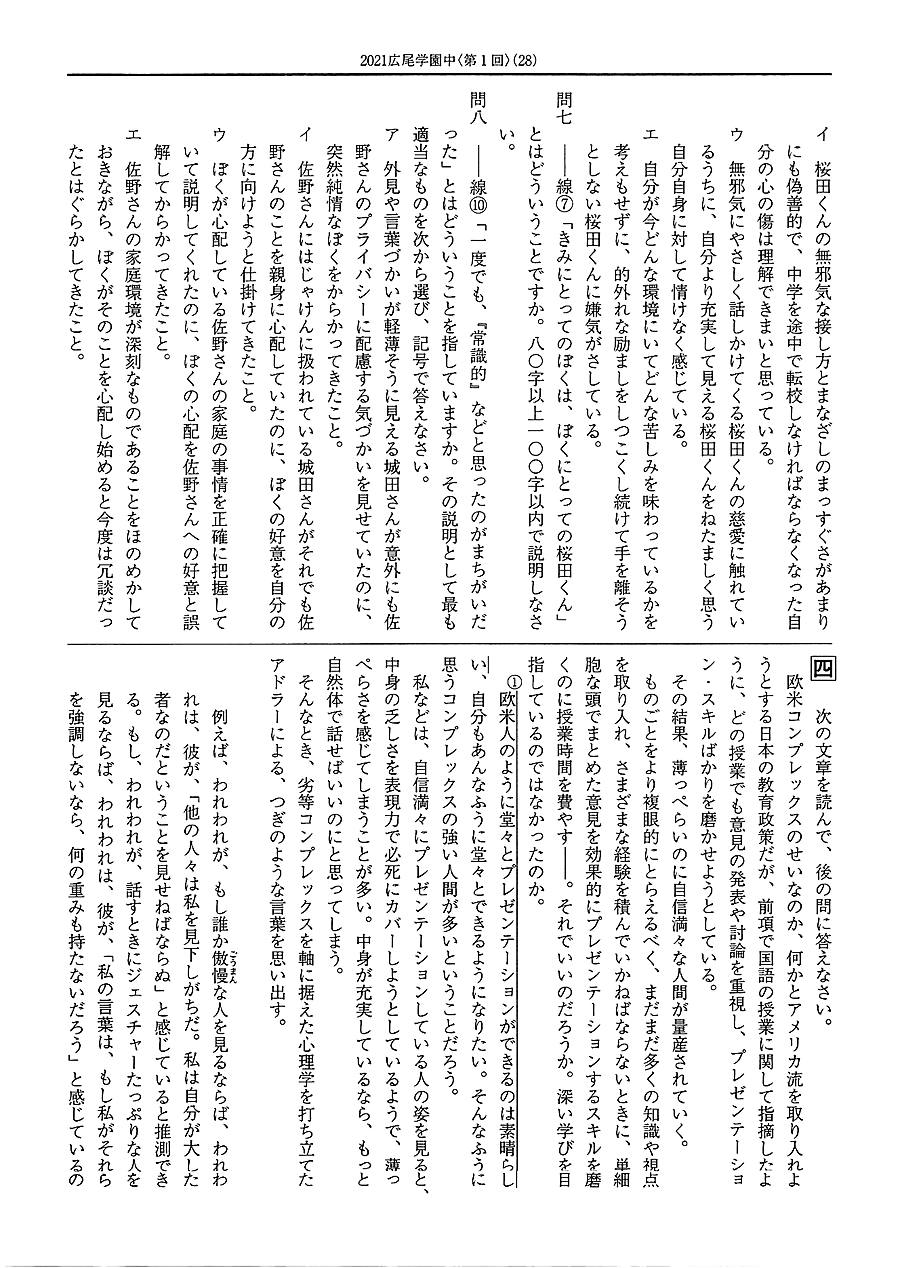 2021広尾学園中〈第1回〉(28)
イ　桜田くんの無邪気な接し方とまなざしのまっすぐさがあまり
にも偽善的で、中学を途中で転校しなければならなくなった自
分の心の傷は理解できまいと思っている。
ウ　無邪気にやさしく話しかけてくる桜田くんの慈愛に触れてい
るうちに、自分より充実して見える桜田くんをねたましく思う
自分自身に対して情けなく感じている。
エ　自分が今どんな環境にいてどんな苦しみを味わっているかを
考えもせずに、的外れな励ましをしつこくし続けて手を離そう
としない桜田くんに嫌気がさしている。
問七　――線⑦「きみにとってのぼくは、ぼくにとっての桜田くん」
とはどういうことですか。八〇字以上一〇〇字以内で説明しなさ
い。
問八　――線⑩「一度でも、『常識的』などと思ったのがまちがいだ
った」とはどういうことを指していますか。その説明として最も
適当なものを次から選び、記号で答えなさい。
ア　外見や言葉づかいが軽薄そうに見える城田さんが意外にも佐
野さんのプライバシーに配慮する気づかいを見せていたのに、
突然純情なぼくをからかってきたこと。
イ　佐野さんにはじゃけんに扱われている城田さんがそれでも佐
野さんのことを親身に心配していたのに、ぼくの好意を自分の
方に向けようと仕掛けてきたこと。
ウ　ぼくが心配している佐野さんの家庭の事情を正確に把握して
いて説明してくれたのに、ぼくの心配を佐野さんへの好意と誤
解してからかってきたこと。
エ　佐野さんの家庭環境が深刻なものであることをほのめかして
おきながら、ぼくがそのことを心配し始めると今度は冗談だっ
たとはぐらかしてきたこと。
四　次の文章を読んで、後の問に答えなさい。
欧米コンプレックスのせいなのか、何かとアメリカ流を取り入れよ
うとする日本の教育政策だが、前項で国語の授業に関して指摘したよ
うに、どの授業でも意見の発表や討論を重視し、プレゼンテーショ
ン・スキルばかりを磨かせようとしている。
その結果、薄っぺらいのに自信満々な人間が量産されていく。
ものごとをより複眼的にとらえるべく、まだまだ多くの知識や視点
を取り入れ、さまざまな経験を積んでいかねばならないときに、単細
胞な頭でまとめた意見を効果的にプレゼンテーションするスキルを磨
くのに授業時間を費やす――。それでいいのだろうか。深い学びを目
指しているのではなかったのか。
①欧米人のように堂々とプレゼンテーションができるのは素晴らし
い、自分もあんなふうに堂々とできるようになりたい。そんなふうに
思うコンプレックスの強い人間が多いということだろう。
私などは、自信満々にプレゼンテーションしている人の姿を見ると、
中身の乏しさを表現力で必死にカバーしようとしているようで、薄っ
ぺらさを感じてしまうことが多い。中身が充実しているなら、もっと
自然体で話せばいいのにと思ってしまう。
そんなとき、劣等コンプレックスを軸に据えた心理学を打ち立てた
アドラーによる、つぎのような言葉を思い出す。
例えば、われわれが、もし誰か傲慢な人を見るならば、われわ
ごうまん
れは、彼が、「他の人々は私を見下しがちだ。私は自分が大した
者なのだということを見せねばならぬ」と感じていると推測でき
る。もし、われわれが、話すときにジェスチャーたっぷりな人を
見るならば、われわれは、彼が、「私の言葉は、もし私がそれら
を強調しないなら、何の重みも持たないだろう」と感じているの